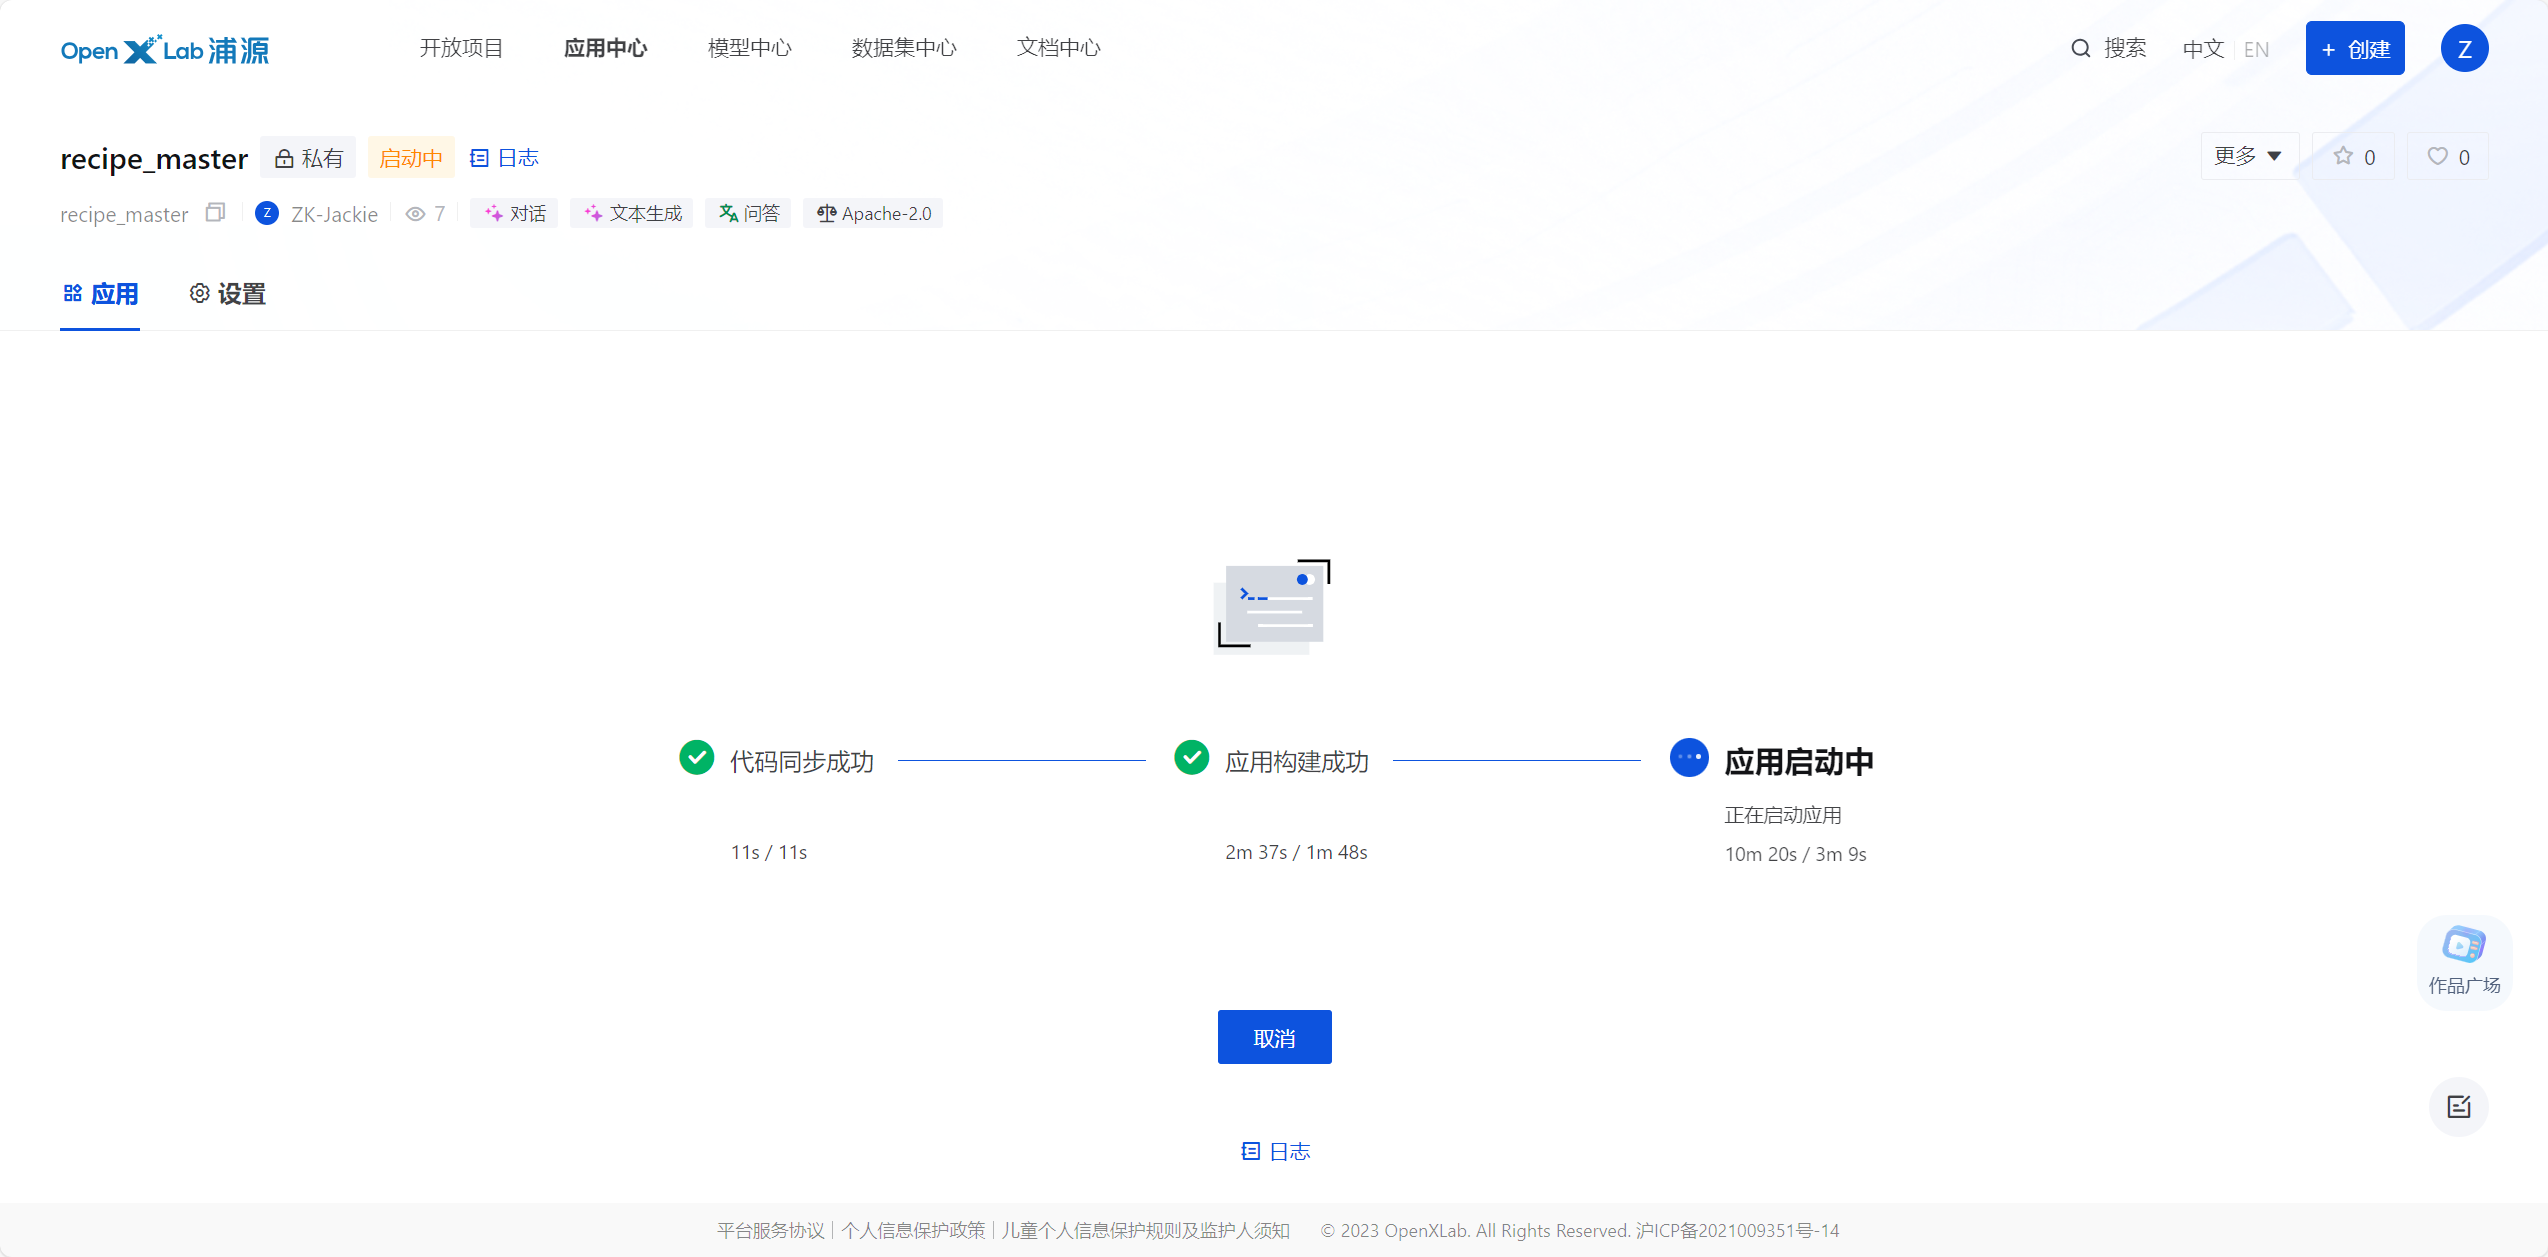 OpenXLab 浦源 开放项目 应用中心 模型中心 数据集中心 文档中心 搜索 中文 EN + 创建 Z
recipe_master 私有 启动中 日志 更多 0 0
recipe_master Z ZK-Jackie 7 对话 文本生成 问答 Apache-2.0
应用 设置
代码同步成功 应用构建成功 应用启动中
正在启动应用
11s / 11s 2m 37s / 1m 48s 10m 20s / 3m 9s
作品广场
取消
日志
平台服务协议 | 个人信息保护政策 | 儿童个人信息保护规则及监护人须知 © 2023 OpenXLab. All Rights Reserved. 沪ICP备2021009351号-14